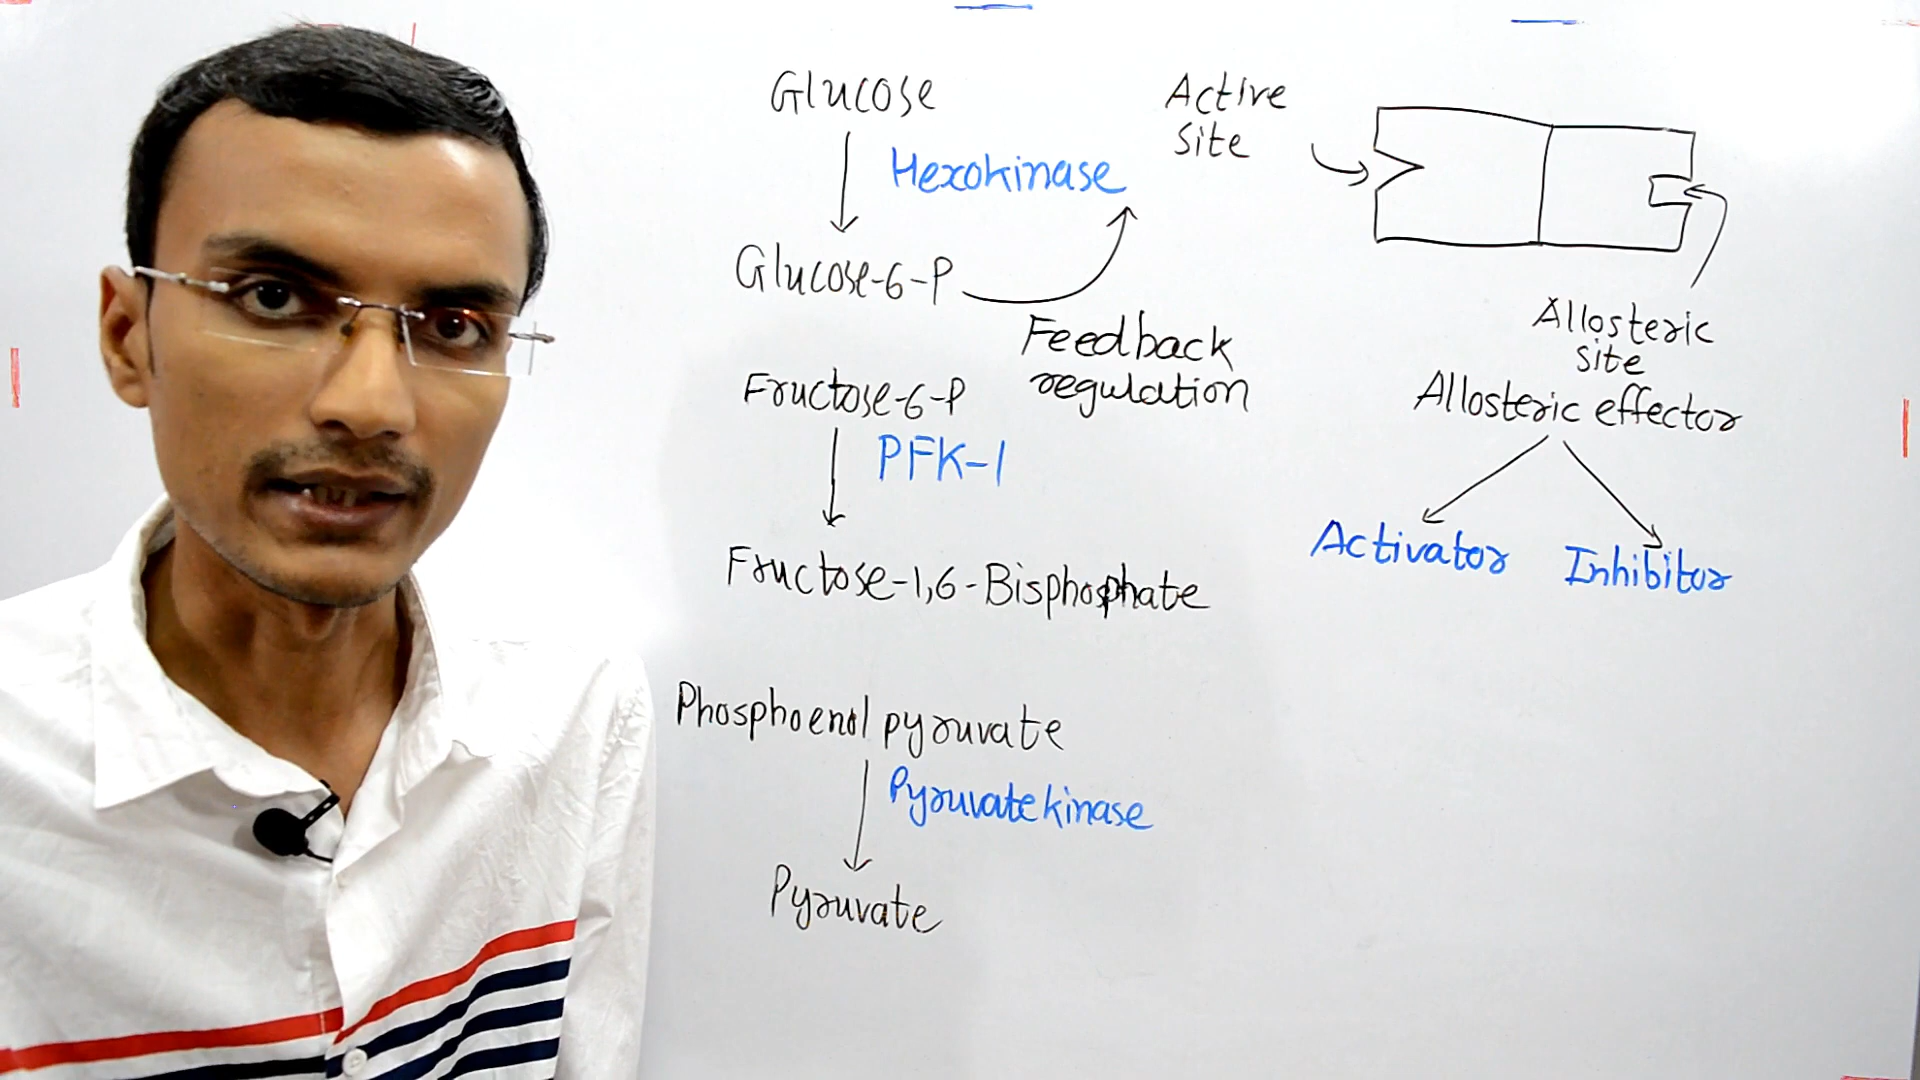 Glucose
Hexokinase
Glucose-6-P
Feedback
regulation
Fructose-6-P
PFK-1
Fructose-1,6-Bisphosphate
Phosphoenol pyruvate
Pyruvate kinase
Pyruvate
Active
site
Allosteric
site
Allosteric effector
Activator
Inhibitor